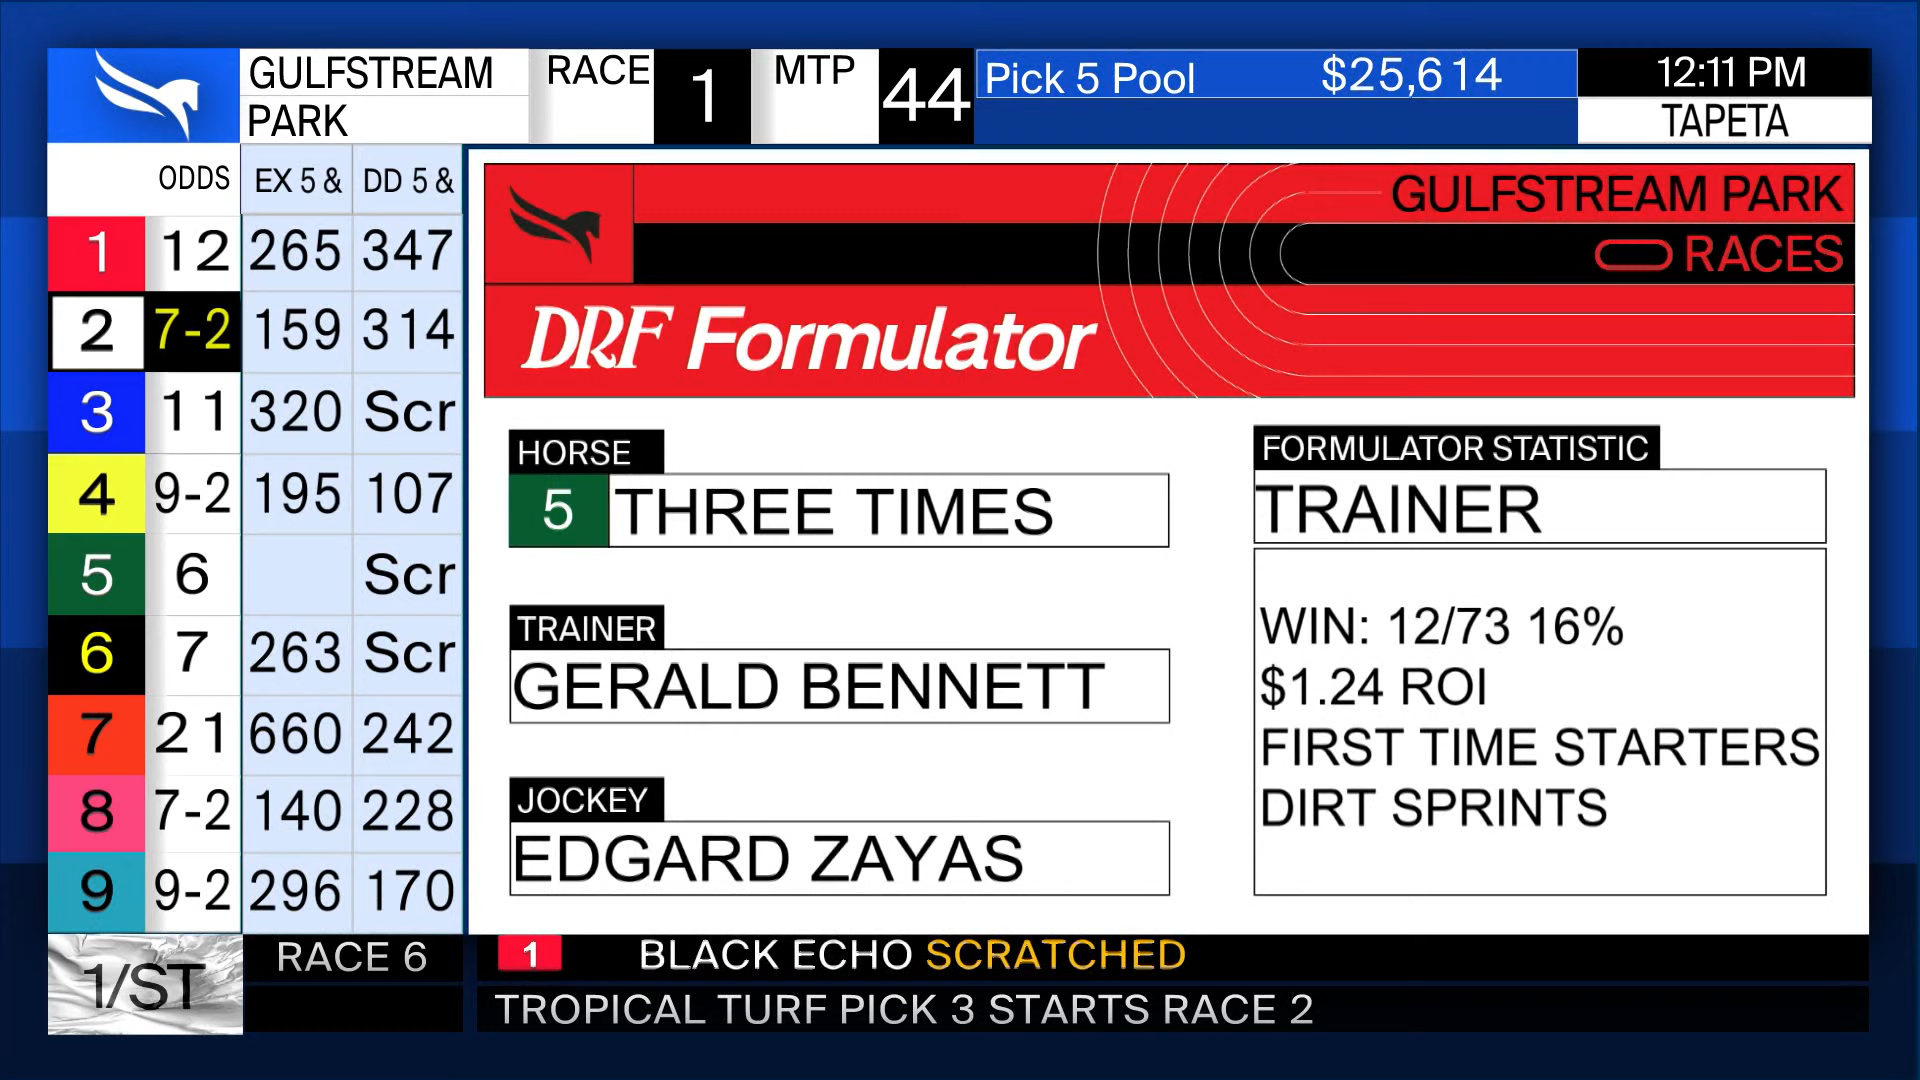 GULFSTREAM PARK
RACE 1
MTP 44
Pick 5 Pool $25,614
12:11 PM
TAPETA
ODDS EX 5 & DD 5 &
1 12 265 347
2 7-2 159 314
3 11 320 Scr
4 9-2 195 107
5 6 Scr
6 7 263 Scr
7 21 660 242
8 7-2 140 228
9 9-2 296 170
GULFSTREAM PARK
RACES
DRF Formulator
HORSE
5 THREE TIMES
TRAINER
GERALD BENNETT
JOCKEY
EDGARD ZAYAS
FORMULATOR STATISTIC
TRAINER
WIN: 12/73 16%
$1.24 ROI
FIRST TIME STARTERS
DIRT SPRINTS
1/ST
RACE 6 1 BLACK ECHO SCRATCHED
TROPICAL TURF PICK 3 STARTS RACE 2